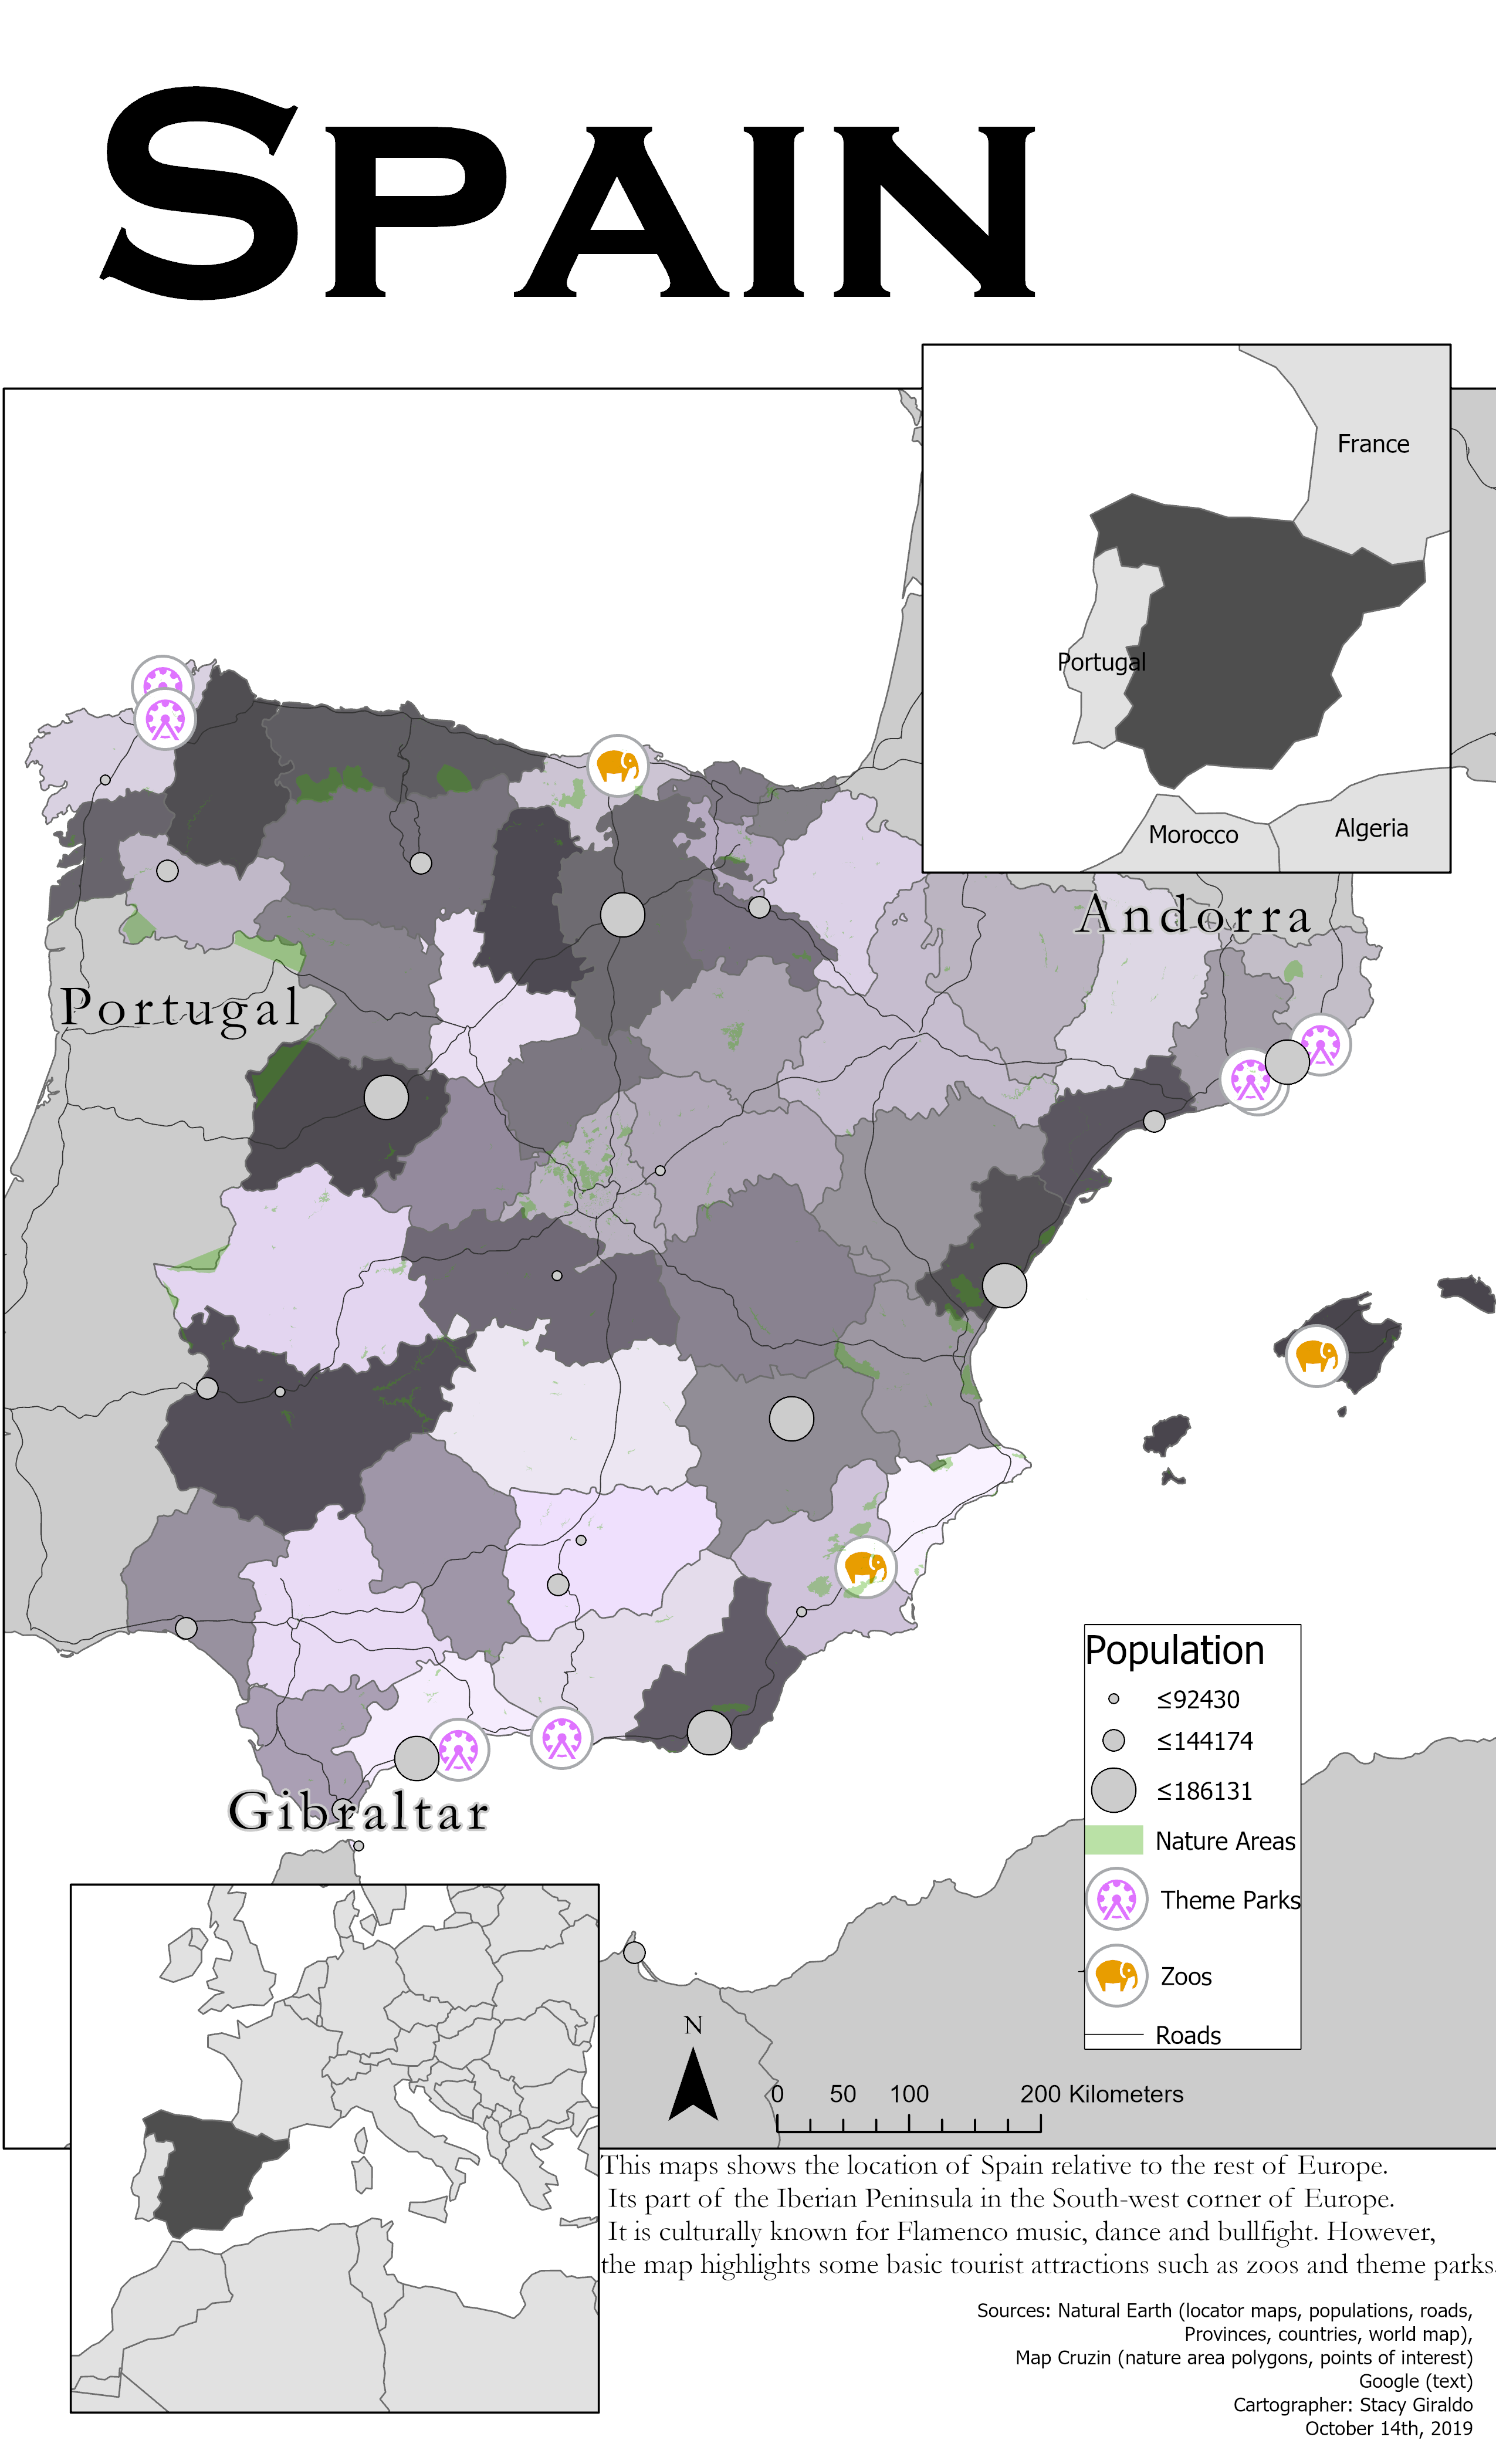 SPAIN
France
Portugal
Morocco
Algeria
Andorra
Portugal
Gibraltar
Population
≤92430
≤144174
≤186131
Nature Areas
Theme Parks
Zoos
Roads
N
0 50 100 200 Kilometers
This maps shows the location of Spain relative to the rest of Europe.
Its part of the Iberian Peninsula in the South-west corner of Europe.
It is culturally known for Flamenco music, dance and bullfight. However,
the map highlights some basic tourist attractions such as zoos and theme parks.
Sources: Natural Earth (locator maps, populations, roads,
Provinces, countries, world map),
Map Cruzin (nature area polygons, points of interest)
Google (text)
Cartographer: Stacy Giraldo
October 14th, 2019